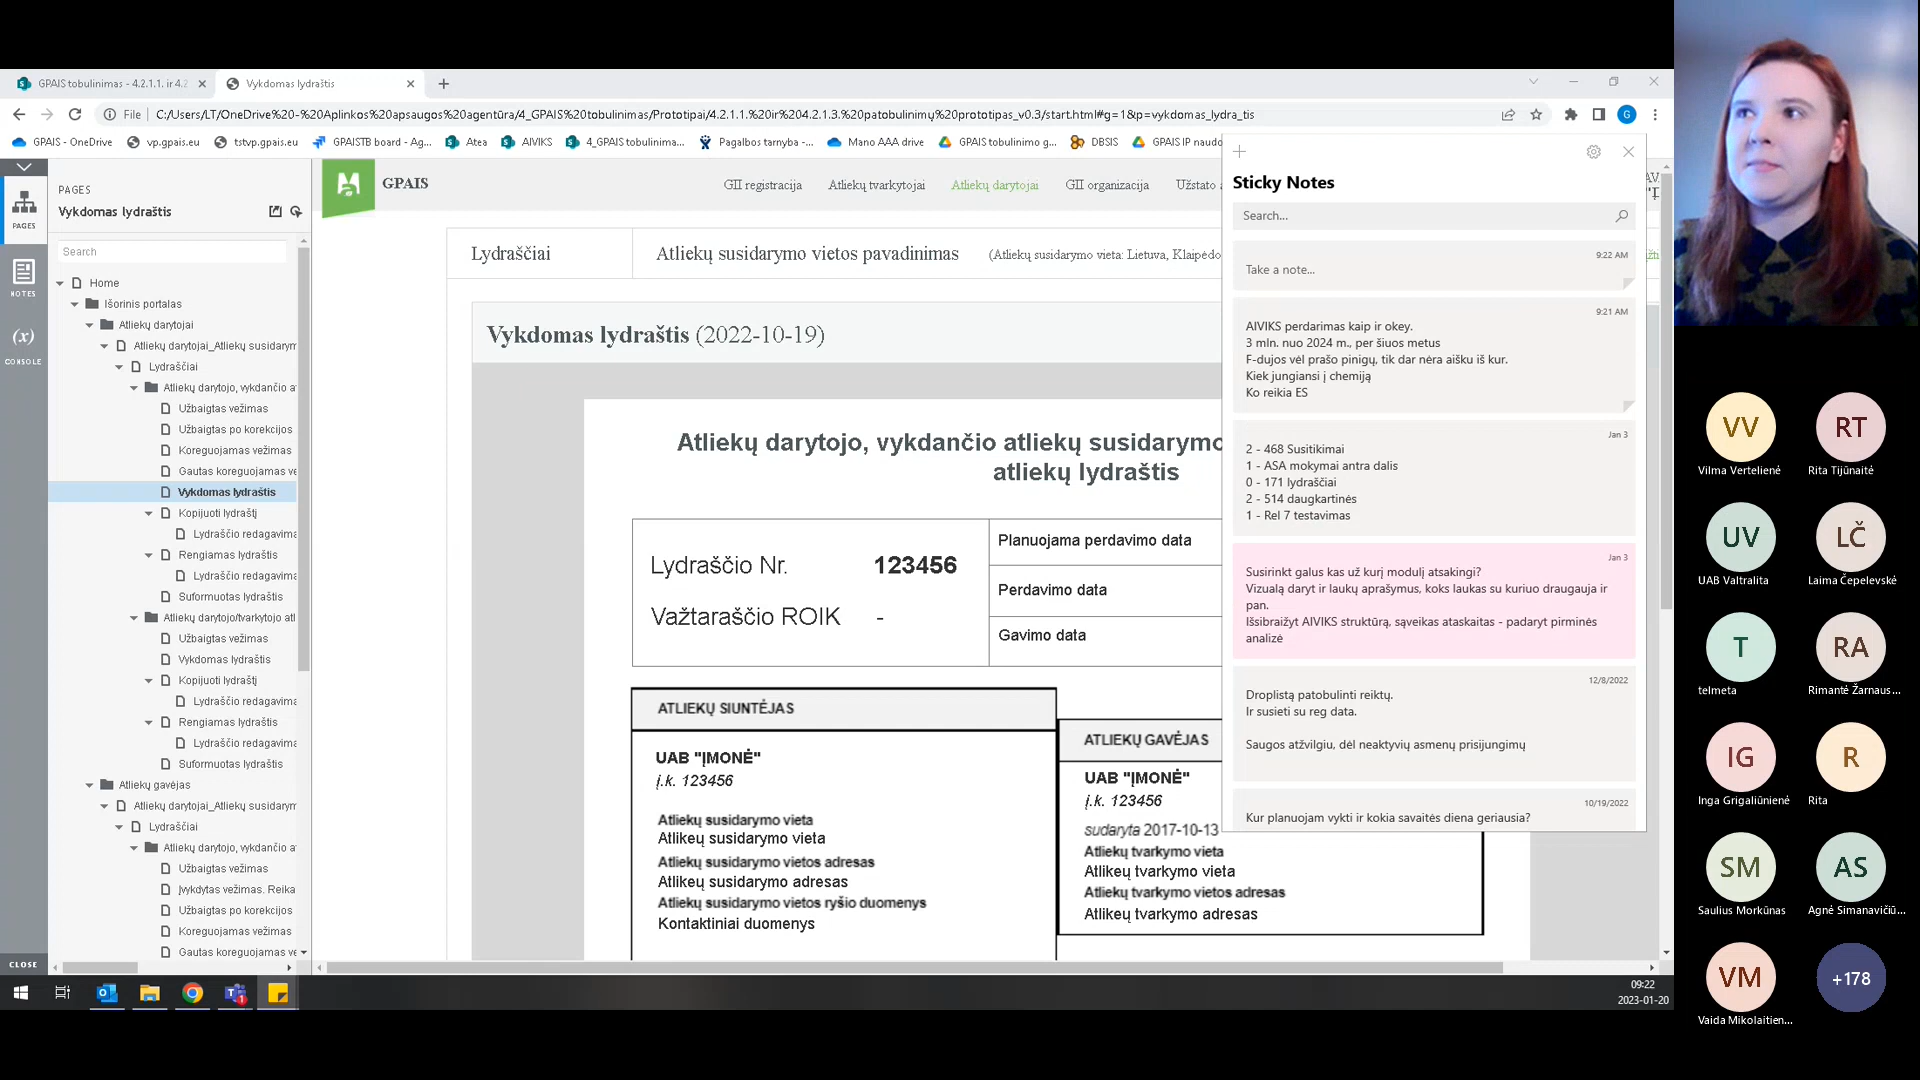 GPAIS tobulinimas - 4.2.1.1. ir 4.2
Vykdomas lydraštis
File
C:/Users/LT/OneDrive%20-%20Aplinkos%20apsaugos%20agentūra/4_GPAIS%20tobulinimas/Prototipai/4.2.1.1.%20ir%204.2.1.3.%20patobulinimų%20prototipas_v0.3/start.html#g=1&p=vykdomas_lydra_tis
G
GPAIS - OneDrive
vp.gpais.eu
tstvp.gpais.eu
GPAISTB board - Ag...
Atea
AIVIKS
4_GPAIS tobulinima...
Pagalbos tarnyba -...
Mano AAA drive
GPAIS tobulinimo g...
DBSIS
GPAIS IP naudo
PAGES
NOTES
(x)
CONSOLE
CLOSE
PAGES
Vykdomas lydraštis
Search
Home
Išorinis portalas
Atliekų darytojai
Atliekų darytojai_Atliekų susidarym
Lydraščiai
Atliekų darytojo, vykdančio a
Užbaigtas vežimas
Užbaigtas po korekcijos
Koreguojamas vežimas
Gautas koreguojamas ve
Vykdomas lydraštis
Kopijuoti lydraštį
Lydraščio redagavima
Rengiamas lydraštis
Lydraščio redagavima
Suformuotas lydraštis
Atliekų darytojo/tvarkytojo atl
Užbaigtas vežimas
Vykdomas lydraštis
Kopijuoti lydraštį
Lydraščio redagavima
Rengiamas lydraštis
Lydraščio redagavima
Suformuotas lydraštis
Atliekų gavėjas
Atliekų darytojai_Atliekų susidarym
Lydraščiai
Atliekų darytojo, vykdančio a
Užbaigtas vežimas
Įvykdytas vežimas. Reika
Užbaigtas po korekcijos
Koreguojamas vežimas
Gautas koreguojamas ve
GPAIS
GII registracija
Atliekų tvarkytojai
Atliekų darytojai
GII organizacija
Užstato
Lydraščiai
Atliekų susidarymo vietos pavadinimas
(Atliekų susidarymo vieta: Lietuva, Klaipėdo
Vykdomas lydraštis (2022-10-19)
Atliekų darytojo, vykdančio atliekų susidarymo
atliekų lydraštis
Lydraščio Nr. 123456
Važtaraščio ROIK -
Planuojama perdavimo data
Perdavimo data
Gavimo data
ATLIEKŲ SIUNTĖJAS
UAB "ĮMONĖ"
į.k. 123456
Atliekų susidarymo vieta
Atlikeų susidarymo vieta
Atliekų susidarymo vietos adresas
Atlikeų susidarymo adresas
Atliekų susidarymo vietos ryšio duomenys
Kontaktiniai duomenys
ATLIEKŲ GAVĖJAS
UAB "ĮMONĖ"
į.k. 123456
sudaryta 2017-10-13
Atliekų tvarkymo vieta
Atlikeų tvarkymo vieta
Atliekų tvarkymo vietos adresas
Atlikeų tvarkymo adresas
Sticky Notes
Search...
9:22 AM
Take a note...
9:21 AM
AIVIKS perdarimas kaip ir okey.
3 mln. nuo 2024 m., per šiuos metus
F-dujos vėl prašo pinigų, tik dar nėra aišku iš kur.
Kiek jungiansi į chemiją
Ko reikia ES
Jan 3
2 - 468 Susitikimai
1 - ASA mokymai antra dalis
0 - 171 lydraščiai
2 - 514 daugkartinės
1 - Rel 7 testavimas
Jan 3
Susirinkt galus kas už kurį modulį atsakingi?
Vizualą daryt ir laukų aprašymus, koks laukas su kuriuo draugauja ir
pan.
Išsibraižyt AIVIKS struktūrą, sąveikas ataskaitas - padaryt pirminės
analizė
12/8/2022
Droplistą patobulinti reiktų.
Ir susieti su reg data.
Saugos atžvilgiu, dėl neaktyvių asmenų prisijungimų
10/19/2022
Kur planuojam vykti ir kokia savaitės diena geriausia?
09:22
2023-01-20
VV
Vilma Vertelienė
RT
Rita Tijūnaitė
UV
UAB Valtralita
LČ
Laima Čepelevskė
T
telmeta
RA
Rimantė Žarnaus...
IG
Inga Grigaliūnienė
R
Rita
SM
Saulius Morkūnas
AS
Agnė Simanavičiū...
VM
Vaida Mikolaitien...
+178